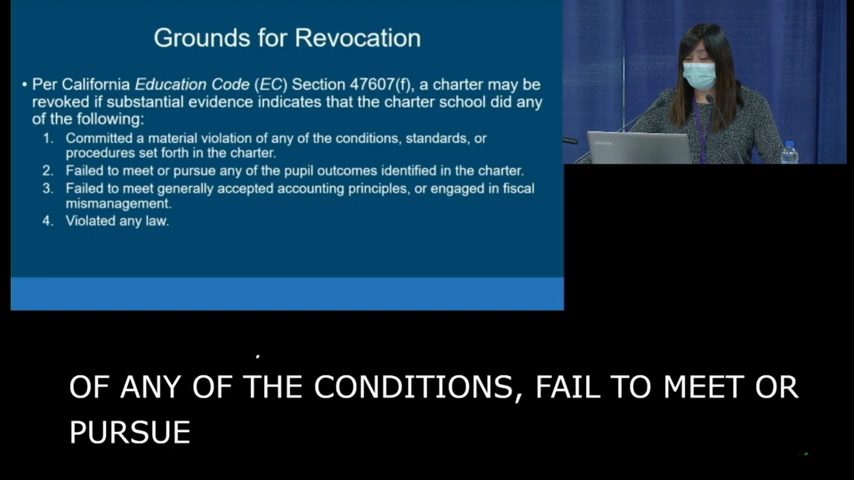 Grounds for Revocation
• Per California Education Code (EC) Section 47607(f), a charter may be
revoked if substantial evidence indicates that the charter school did any
of the following:
1. Committed a material violation of any of the conditions, standards, or
procedures set forth in the charter.
2. Failed to meet or pursue any of the pupil outcomes identified in the charter.
3. Failed to meet generally accepted accounting principles, or engaged in fiscal
mismanagement.
4. Violated any law.
OF ANY OF THE CONDITIONS, FAIL TO MEET OR
PURSUE